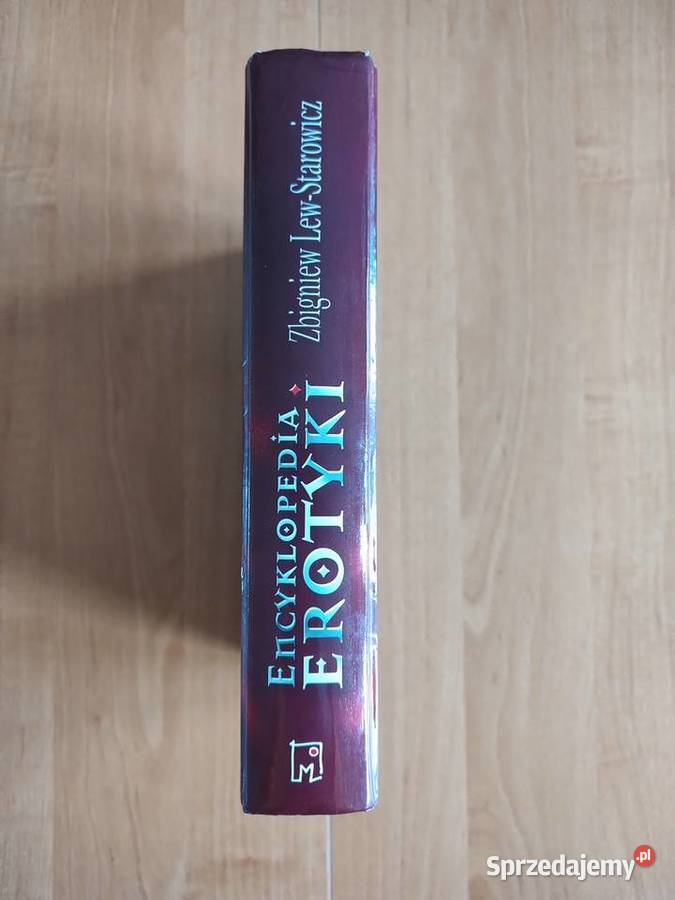 ENCYKLOPEDIA
EROTYKI
Zbigniew Lew-Starowicz
M
Sprzedajemy.pl